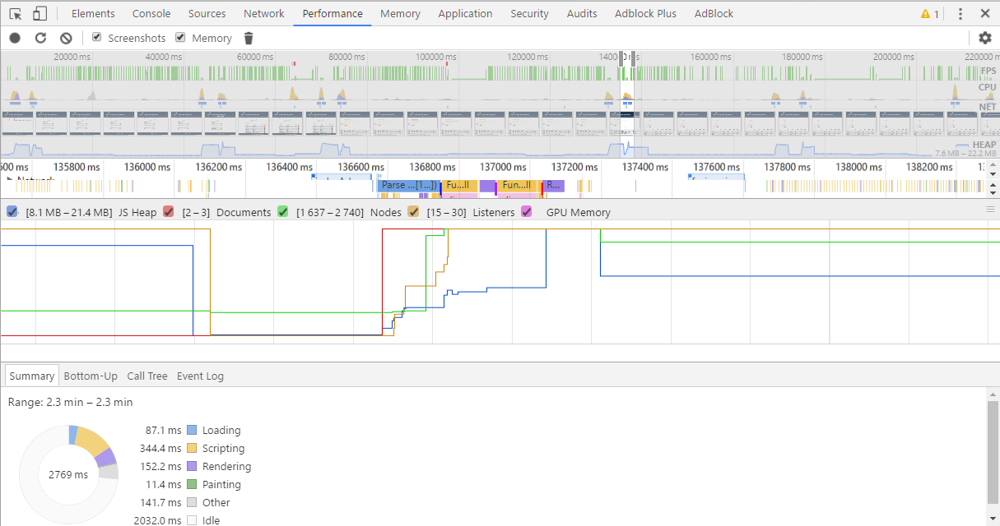 Elements Console Sources Network Performance Memory Application Security Audits Adblock Plus AdBlock 1
Screenshots Memory
20000 ms 40000 ms 60000 ms 80000 ms 100000 ms 120000 ms 160000 ms 180000 ms 200000 ms 220000 m
FPS
CPU
NET
HEAP
7.6 MB – 22.2 MB
500 ms 135800 ms 136000 ms 136200 ms 136400 ms 136600 ms 136800 ms 137000 ms 137200 ms 137400 ms 137600 ms 137800 ms 138000 ms 138200 ms
Network
Parse ...[1...]) Fu...ll Fun...ll R...
[8.1 MB – 21.4 MB] JS Heap [2 – 3] Documents [1 637 – 2 740] Nodes [15 – 30] Listeners GPU Memory
Summary Bottom-Up Call Tree Event Log
Range: 2.3 min – 2.3 min
2769 ms
87.1 ms Loading
344.4 ms Scripting
152.2 ms Rendering
11.4 ms Painting
141.7 ms Other
2032.0 ms Idle